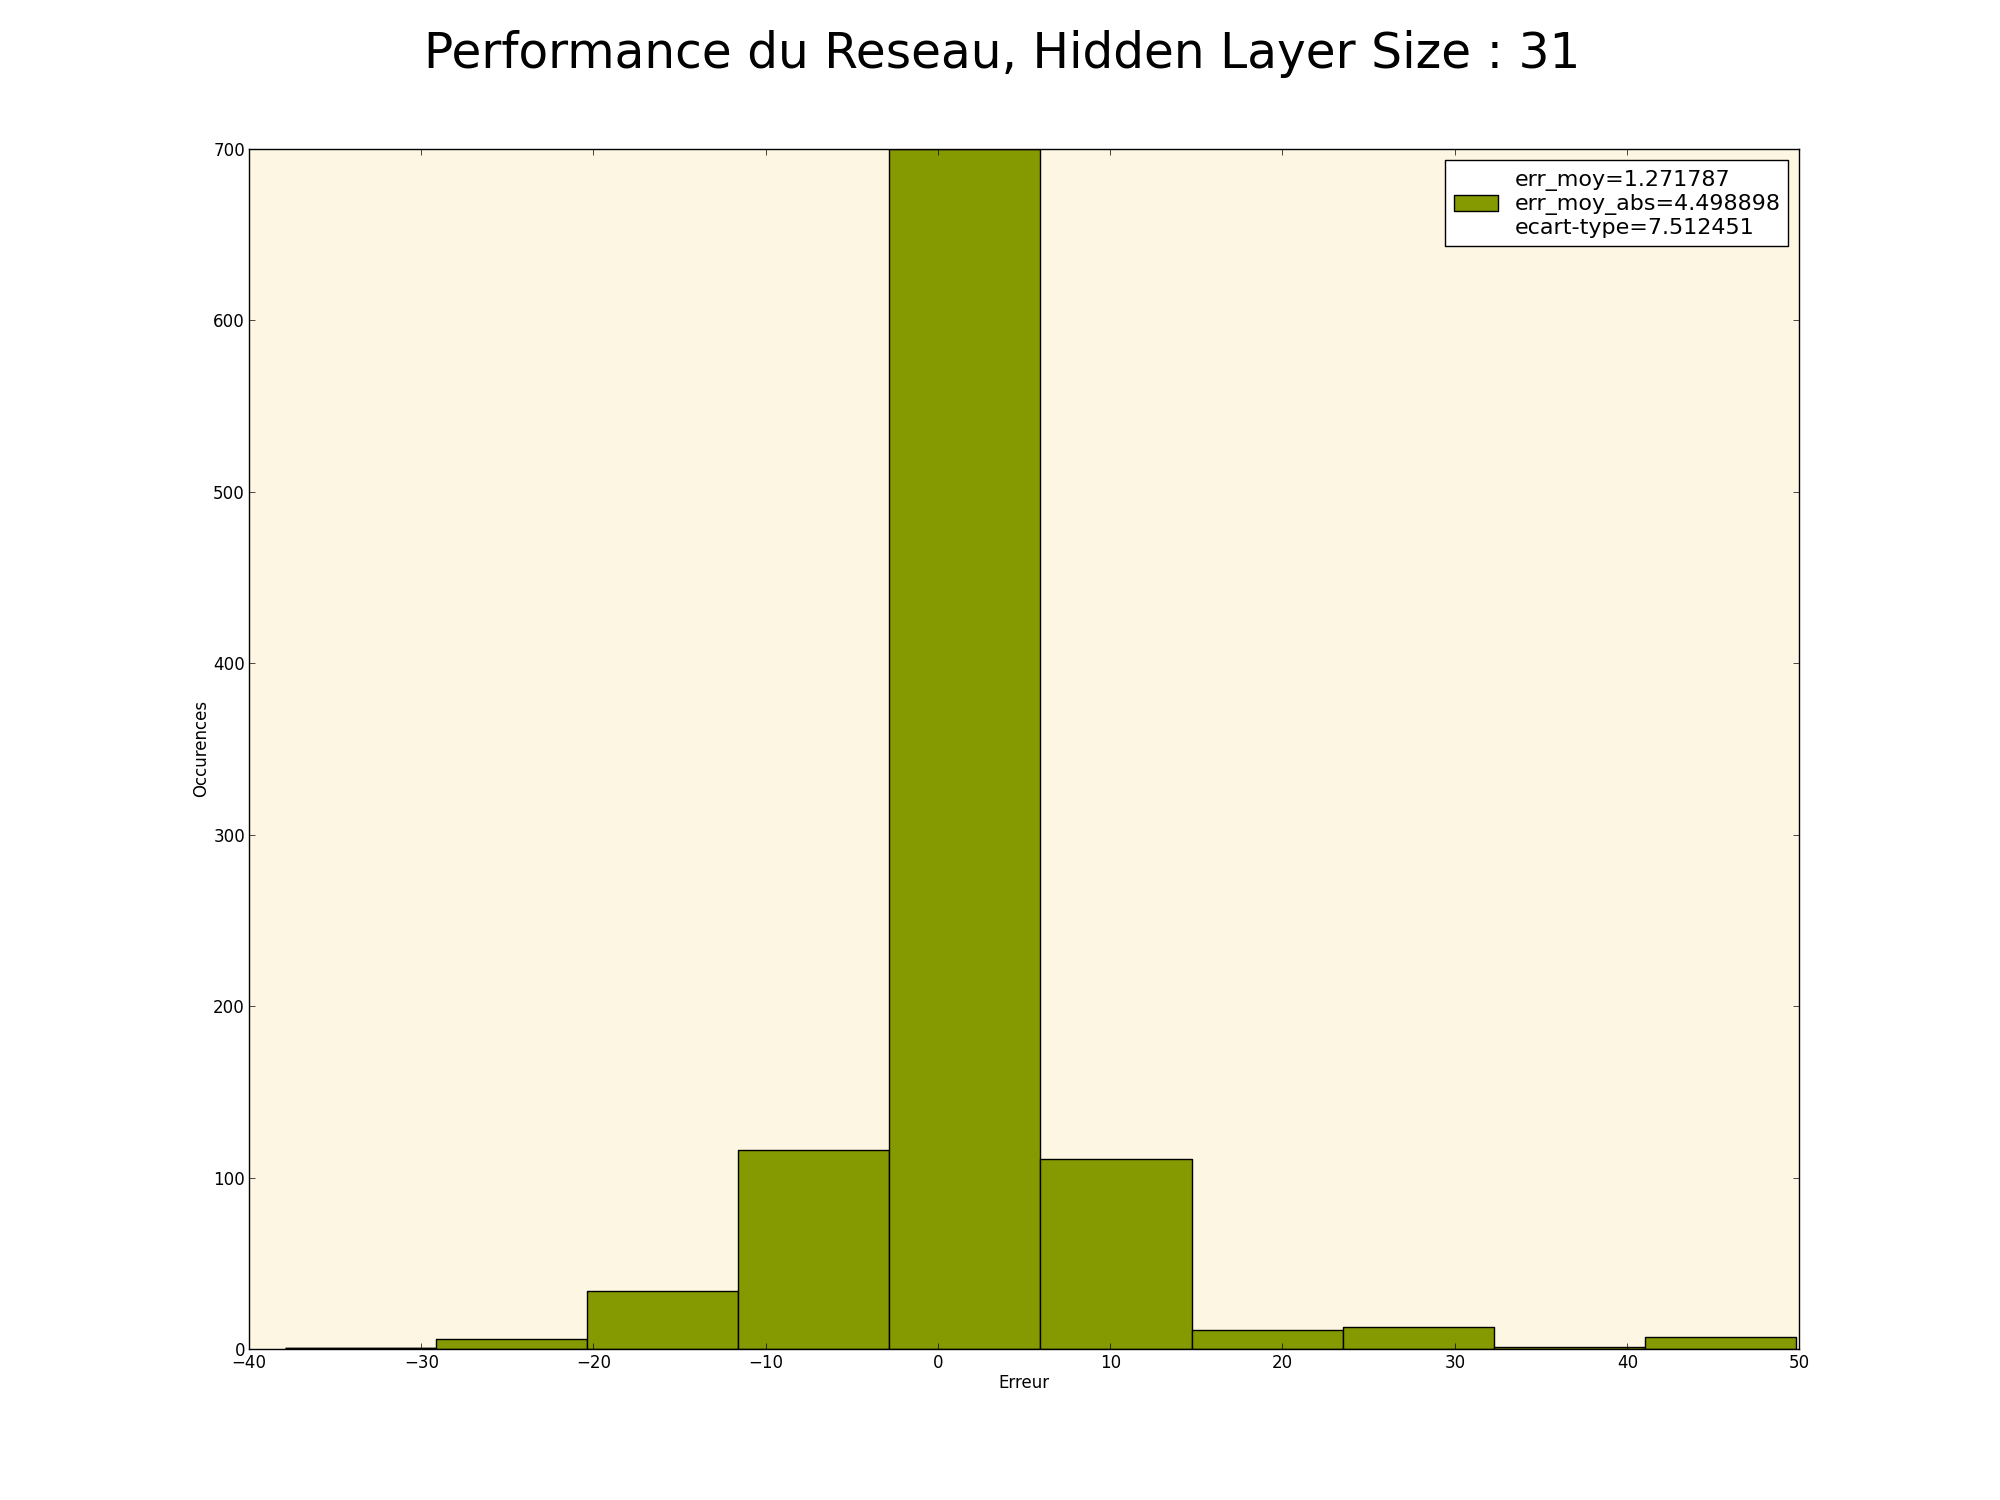 Performance du Reseau, Hidden Layer Size : 31
err_moy=1.271787
err_moy_abs=4.498898
ecart-type=7.512451
700
600
500
400
300
200
100
0
Occurences
−40 −30 −20 −10 0 10 20 30 40 50
Erreur